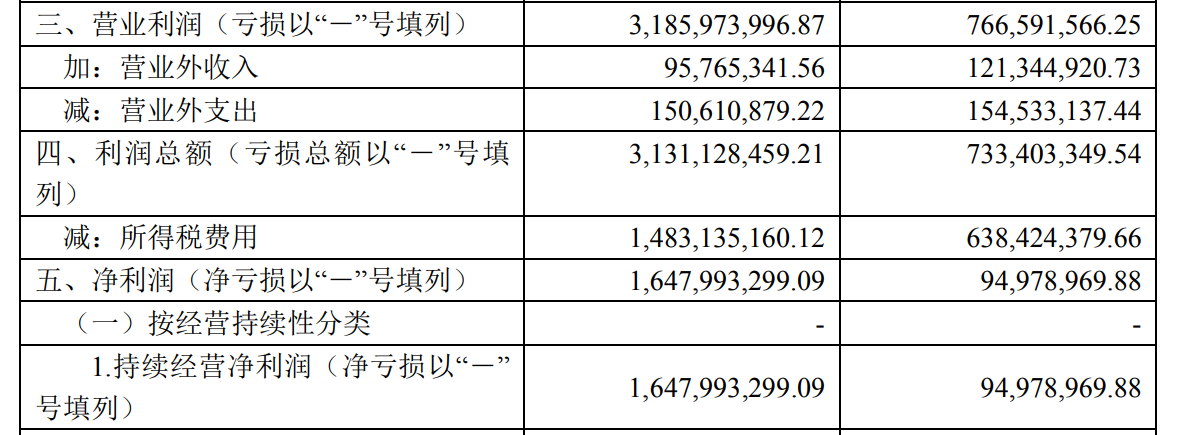 三、营业利润（亏损以“－”号填列） 3,185,973,996.87 766,591,566.25
加：营业外收入 95,765,341.56 121,344,920.73
减：营业外支出 150,610,879.22 154,533,137.44
四、利润总额（亏损总额以“－”号填 3,131,128,459.21 733,403,349.54
列）
减：所得税费用 1,483,135,160.12 638,424,379.66
五、净利润（净亏损以“－”号填列） 1,647,993,299.09 94,978,969.88
（一）按经营持续性分类 - -
1.持续经营净利润（净亏损以“－” 1,647,993,299.09 94,978,969.88
号填列）